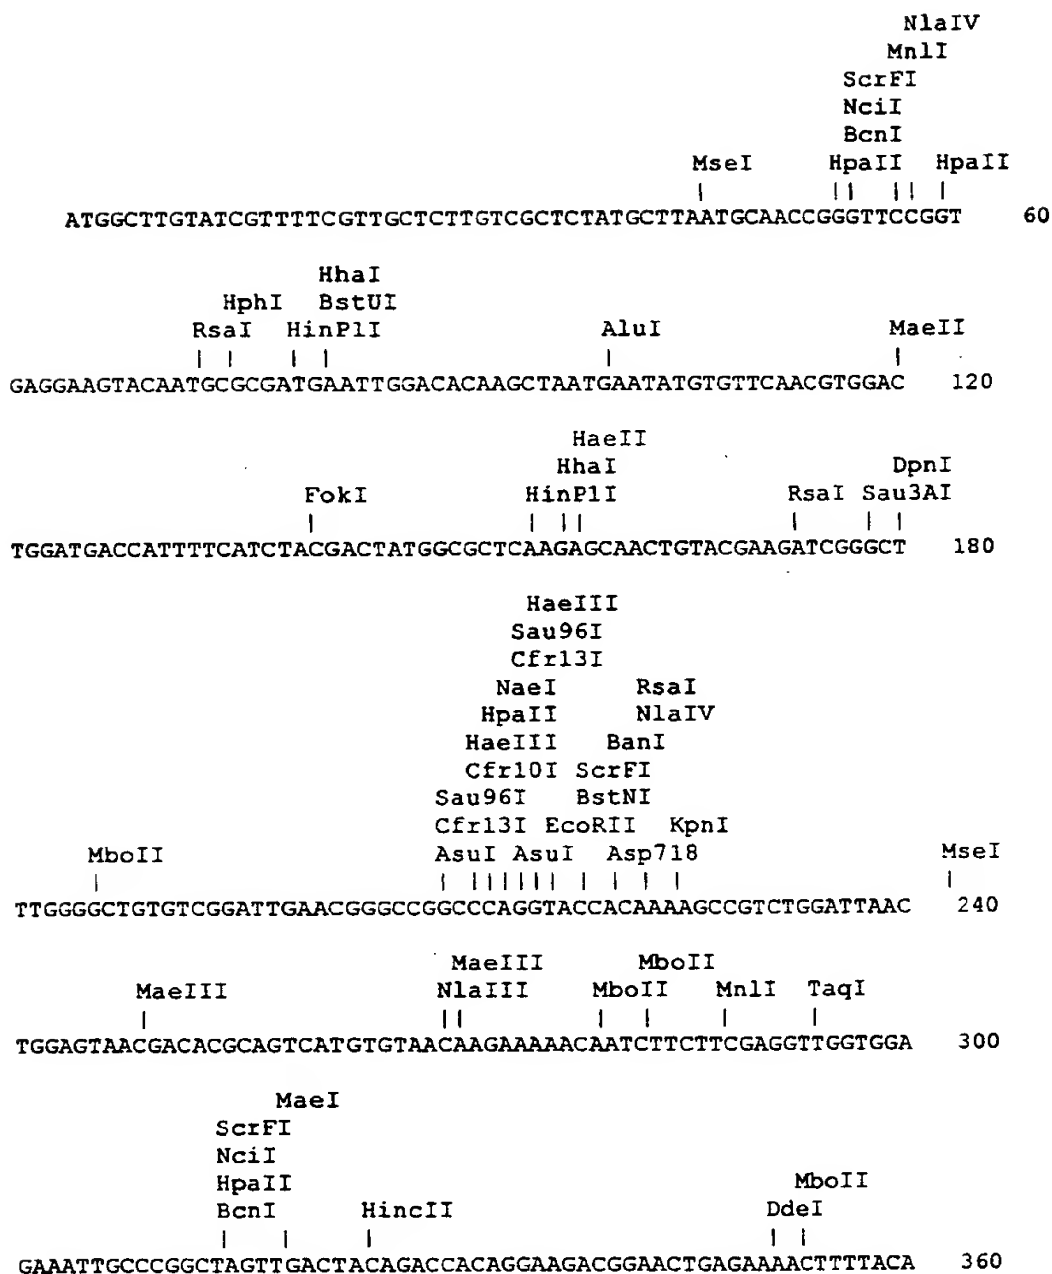 NlaIV
MnlI
ScrFI
NciI
BcnI
MseI HpaII HpaII
ATGGCTTGTATCGTTTTCGTTGCTCTTGTCGCTCTATGCTTAATGCAACCGGGTTCCGGT 60
HhaI
HphI BstUI
RsaI HinPlI AluI MaeII
GAGGAAGTACAATGCGCGATGAATTGGACACAAGCTAATGAATATGTGTTCAACGTGGAC 120
HaeII
HhaI DpnI
FokI HinPlI RsaI Sau3AI
TGGATGACCATTTTCATCTACGACTATGGCGCTCAAGAGCAACTGTACGAAGATCGGGCT 180
HaeIII
Sau96I
Cfr13I
NaeI RsaI
HpaII NlaIV
HaeIII BanI
Cfr10I ScrFI
Sau96I BstNI
Cfr13I EcoRII KpnI
MboII AsuI AsuI Asp718 MseI
TTGGGGCTGTGTCGGATTGAACGGGCCGGCCCAGGTACCACAAAAGCCGTCTGGATTAAC 240
MaeIII MboII
MaeIII NlaIII MboII MnlI TaqI
TGGAGTAACGACACGCAGTCATGTGTAACAAGAAAAACAATCTTCTTCGAGGTTGGTGGA 300
MaeI
ScrFI
NciI
HpaII MboII
BcnI HincII DdeI
GAAATTGCCCGGCTAGTTGACTACAGACCACAGGAAGACGGAACTGAGAAAACTTTTACA 360